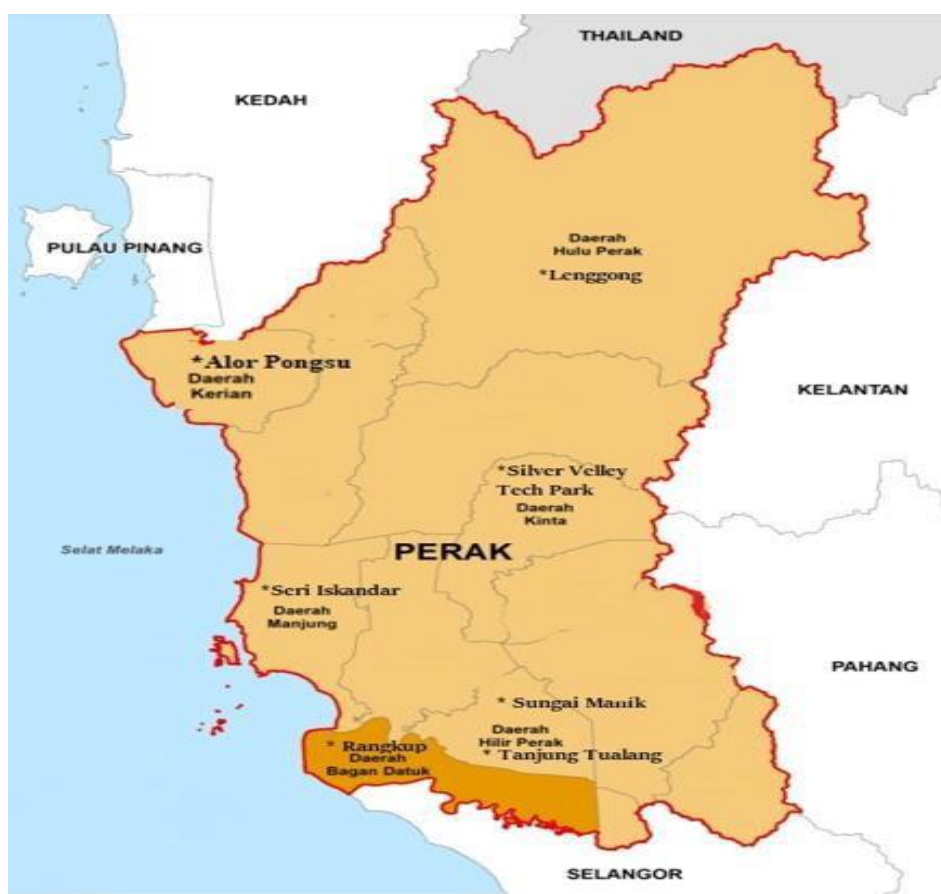 THAILAND
KEDAH
PULAU PINANG
Daerah
Hulu Perak
*Lenggong
*Alor Pongsu
Daerah
Kerian
KELANTAN
*Silver Velley
Tech Park
Daerah
Kinta
Selat Melaka
PERAK
*Seri Iskandar
Daerah
Manjung
PAHANG
* Sungai Manik
Daerah
Hilir Perak
* Tanjung Tualang
* Rangkup
Daerah
Bagan Datuk
SELANGOR